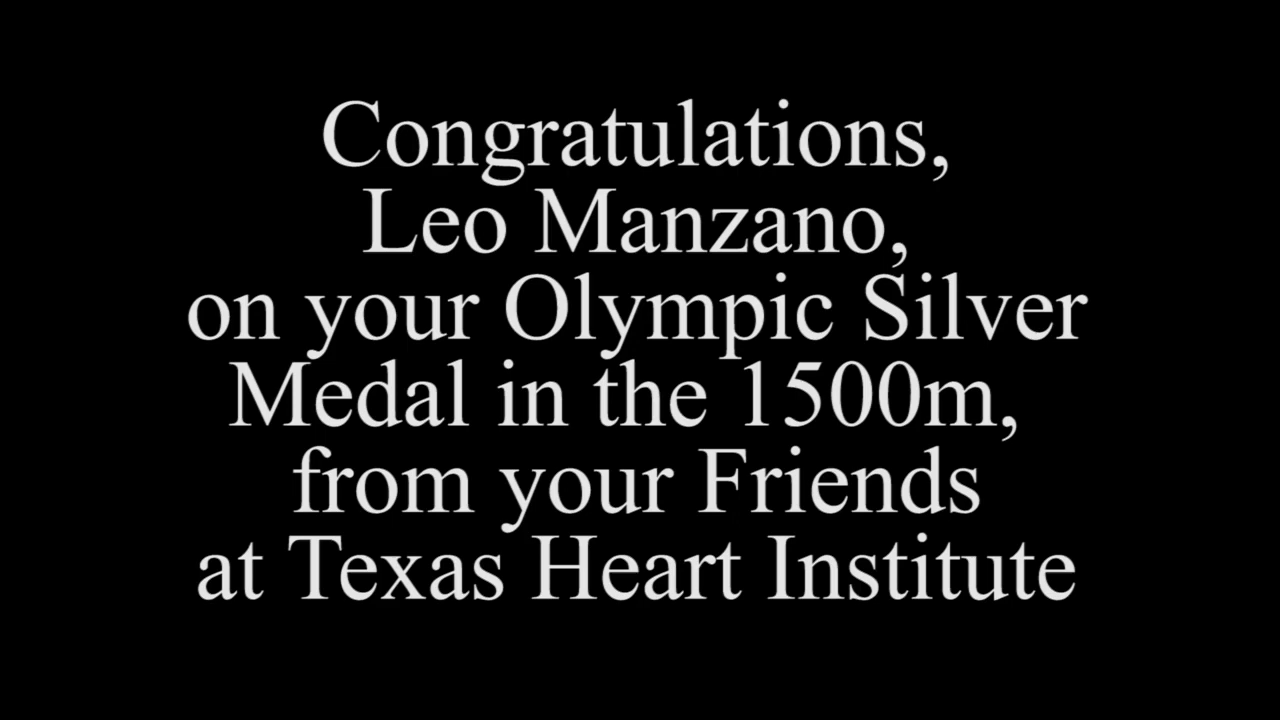 Congratulations,
Leo Manzano,
on your Olympic Silver
Medal in the 1500m,
from your Friends
at Texas Heart Institute